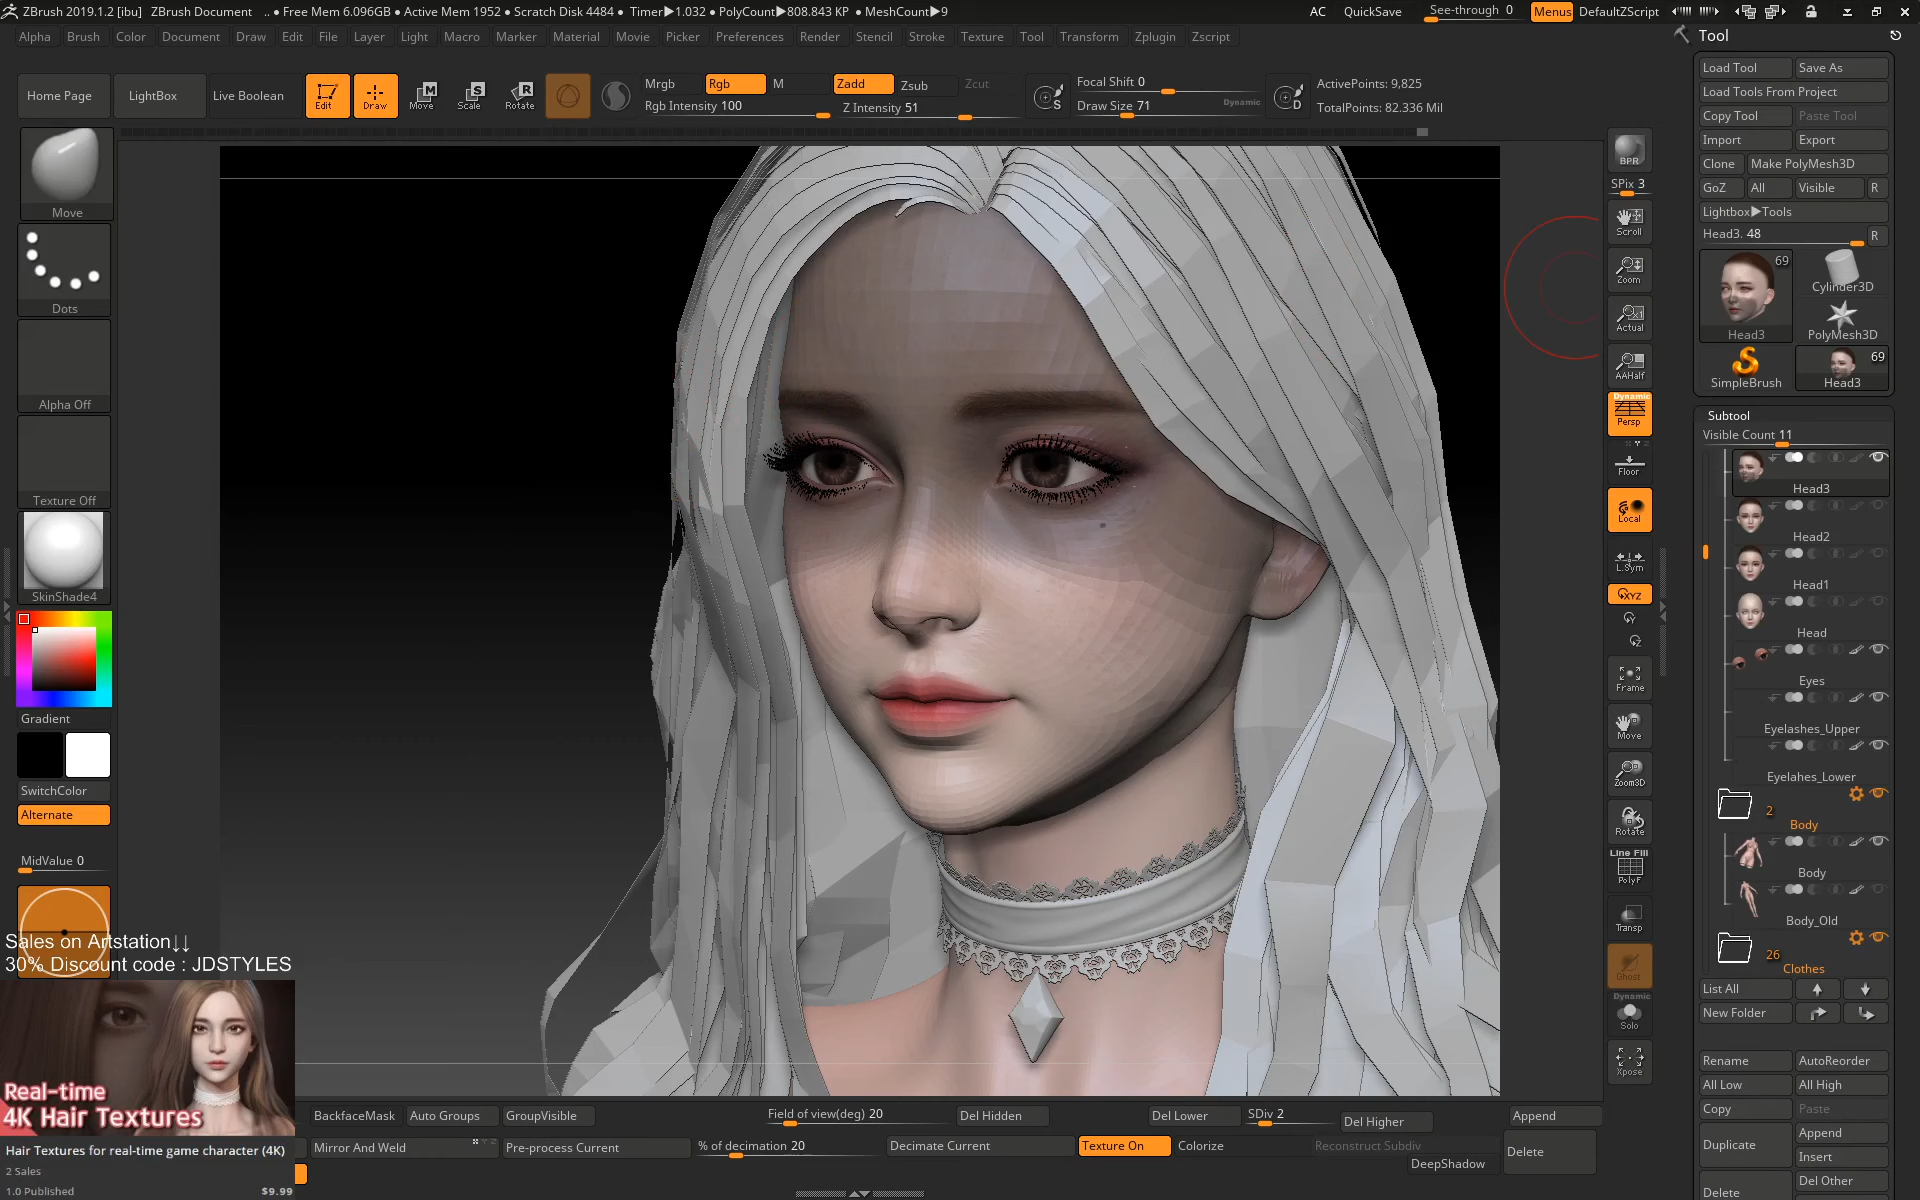 ZBrush 2019.1.2 [ibu] ZBrush Document .. ● Free Mem 6.096GB ● Active Mem 1952 ● Scratch Disk 4484 ● Timer▶1.032 ● PolyCount▶808.843 KP ● MeshCount▶9 AC QuickSave See-through 0 Menus DefaultZScript
Alpha Brush Color Document Draw Edit File Layer Light Macro Marker Material Movie Picker Preferences Render Stencil Stroke Texture Tool Transform Zplugin Zscript
Home Page LightBox Live Boolean Edit Draw Move Scale Rotate
Mrgb Rgb M Zadd Zsub Zcut
Rgb Intensity 100 Z Intensity 51
Focal Shift 0
Draw Size 71 Dynamic
ActivePoints: 9,825
TotalPoints: 82.336 Mil
Move
Dots
Alpha Off
Texture Off
SkinShade4
Gradient
SwitchColor
Alternate
MidValue 0
Sales on Artstation↓↓
30% Discount code : JDSTYLES
Real-time
4K Hair Textures
Hair Textures for real-time game character (4K)
2 Sales
1.0 Published $9.99
BPR
SPix 3
Scroll
Zoom
Actual
AAHalf
Dynamic
Persp
Floor
Local
L.Sym
XYZ
Y
Z
Frame
Move
Zoom3D
Rotate
Line Fill
PolyF
Transp
Ghost
Dynamic
Solo
Xpose
Tool
Load Tool Save As
Load Tools From Project
Copy Tool Paste Tool
Import Export
Clone Make PolyMesh3D
GoZ All Visible R
Lightbox▶Tools
Head3. 48 R
69
Head3
Cylinder3D
PolyMesh3D
SimpleBrush
69
Head3
Subtool
Visible Count 11
Head3
Head2
Head1
Head
Eyes
Eyelashes_Upper
Eyelahes_Lower
2
Body
Body
Body_Old
26
Clothes
List All
New Folder
Rename AutoReorder
All Low All High
Copy Paste
Duplicate Append
Insert
Delete Del Other
BackfaceMask Auto Groups GroupVisible Field of view(deg) 20 Del Hidden Del Lower SDiv 2 Del Higher Append
Mirror And Weld Pre-process Current % of decimation 20 Decimate Current Texture On Colorize Reconstruct Subdiv DeepShadow Delete